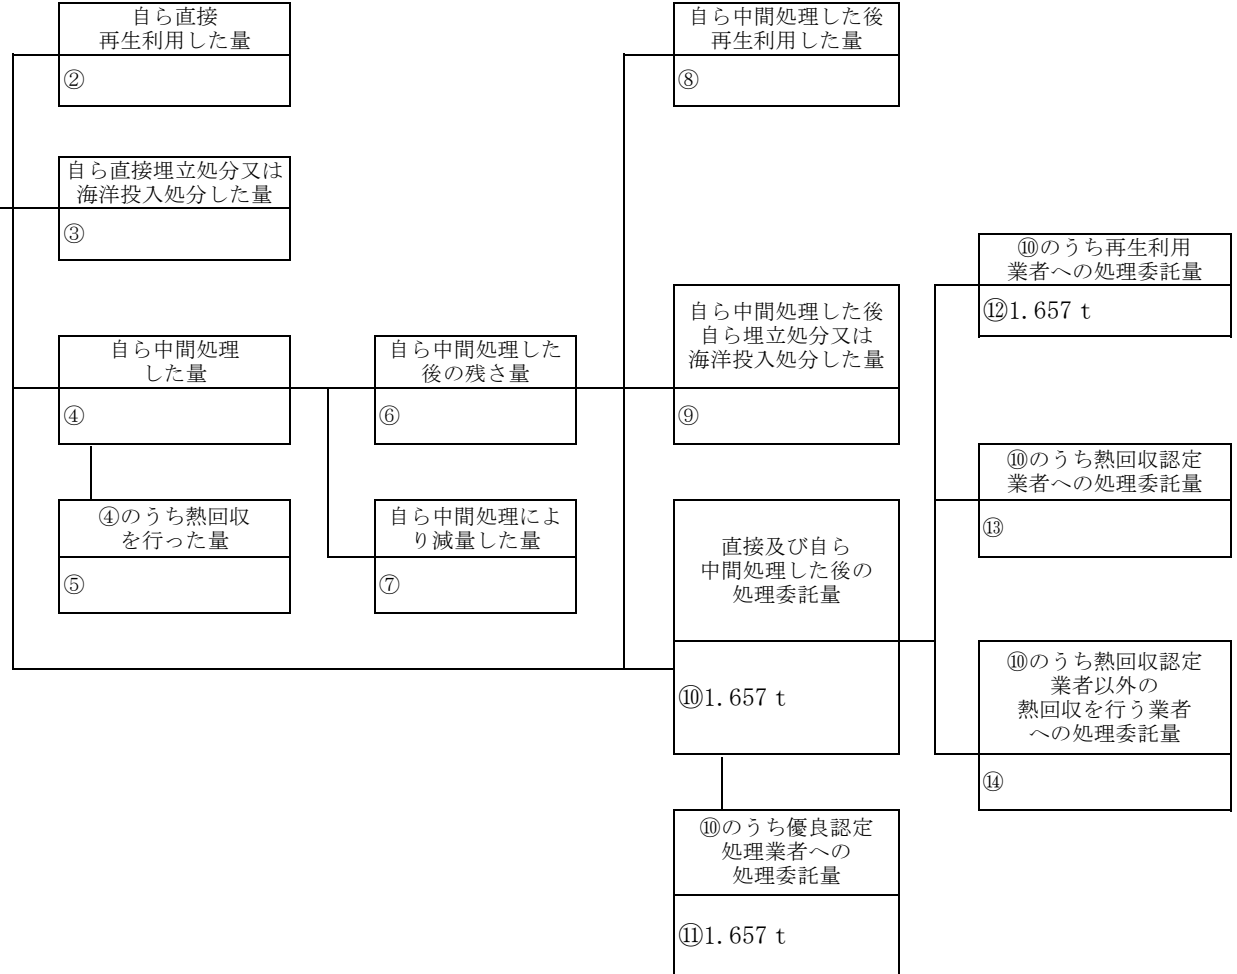 自ら直接
再生利用した量
②
自ら直接埋立処分又は
海洋投入処分した量
③
自ら中間処理
した量
④
④のうち熱回収
を行った量
⑤
自ら中間処理した
後の残さ量
⑥
自ら中間処理によ
り減量した量
⑦
自ら中間処理した後
再生利用した量
⑧
自ら中間処理した後
自ら埋立処分又は
海洋投入処分した量
⑨
直接及び自ら
中間処理した後の
処理委託量
⑩1.657 t
⑩のうち優良認定
処理業者への
処理委託量
⑪1.657 t
⑩のうち再生利用
業者への処理委託量
⑫1.657 t
⑩のうち熱回収認定
業者への処理委託量
⑬
⑩のうち熱回収認定
業者以外の
熱回収を行う業者
への処理委託量
⑭